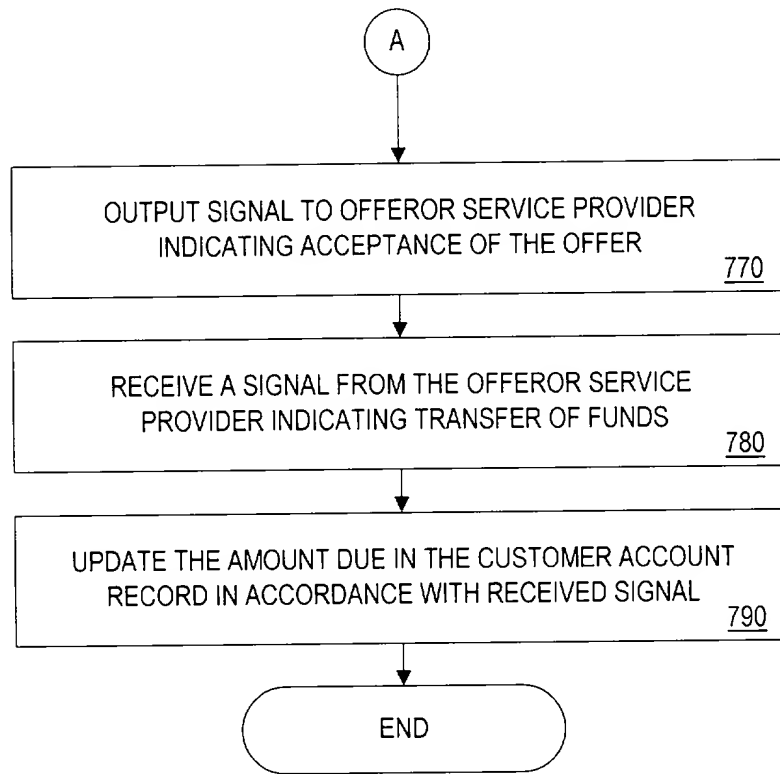 A
OUTPUT SIGNAL TO OFFEROR SERVICE PROVIDER
INDICATING ACCEPTANCE OF THE OFFER
770
RECEIVE A SIGNAL FROM THE OFFEROR SERVICE
PROVIDER INDICATING TRANSFER OF FUNDS
780
UPDATE THE AMOUNT DUE IN THE CUSTOMER ACCOUNT
RECORD IN ACCORDANCE WITH RECEIVED SIGNAL
790
END